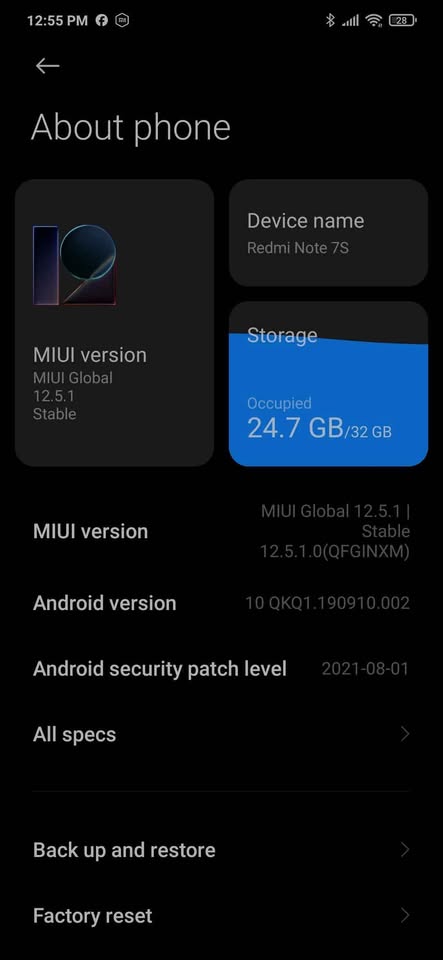 12:55 PM
28
About phone
MIUI version
MIUI Global
12.5.1
Stable
Device name
Redmi Note 7S
Storage
Occupied
24.7 GB/32 GB
MIUI version
MIUI Global 12.5.1 |
Stable
12.5.1.0(QFGINXM)
Android version
10 QKQ1.190910.002
Android security patch level
2021-08-01
All specs
Back up and restore
Factory reset